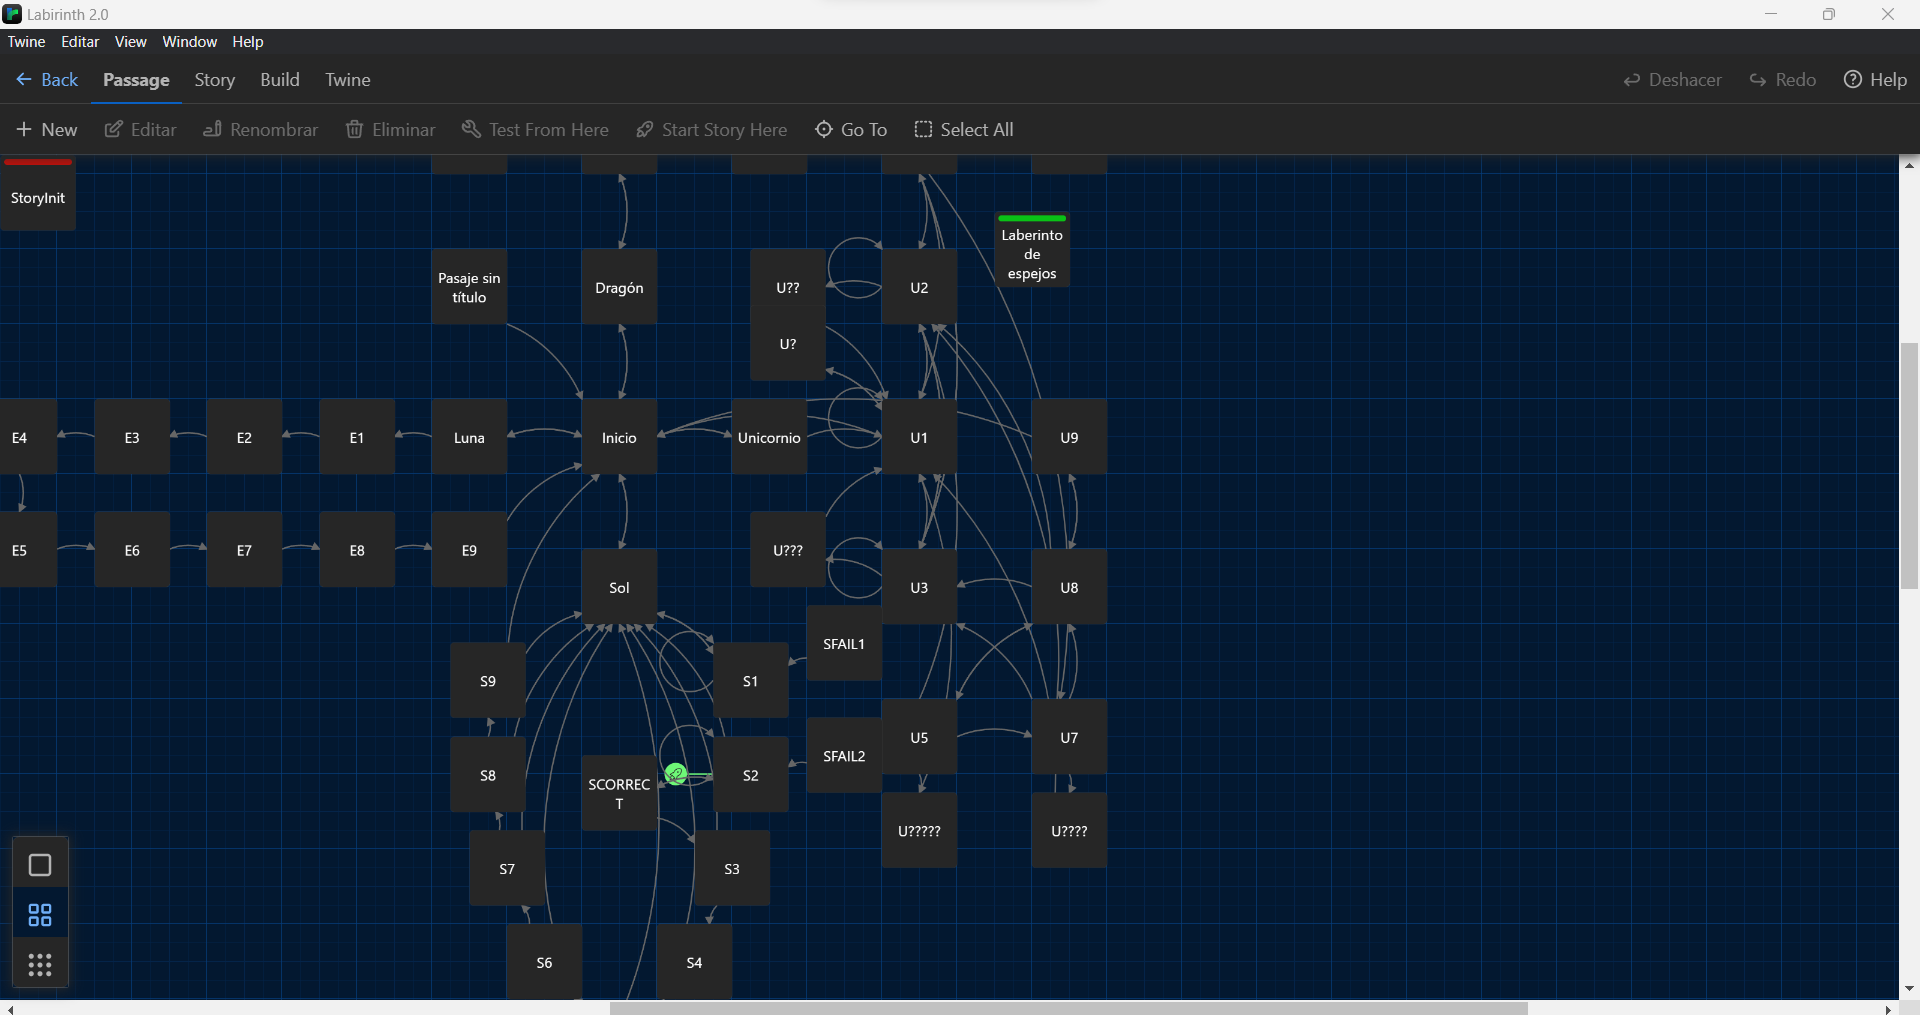 Labirinth 2.0
Twine Editar View Window Help
Back Passage Story Build Twine Deshacer Redo Help
New Editar Renombrar Eliminar Test From Here Start Story Here Go To Select All
StoryInit
Laberinto
de
espejos
Pasaje sin
título
Dragón
U??
U2
U?
E4 E3 E2 E1 Luna Inicio Unicornio U1 U9
E5 E6 E7 E8 E9 U???
Sol U3 U8
SFAIL1
S9 S1
U5 U7
SFAIL2
S8 S2
SCORREC
T
U????? U????
S7 S3
S6 S4